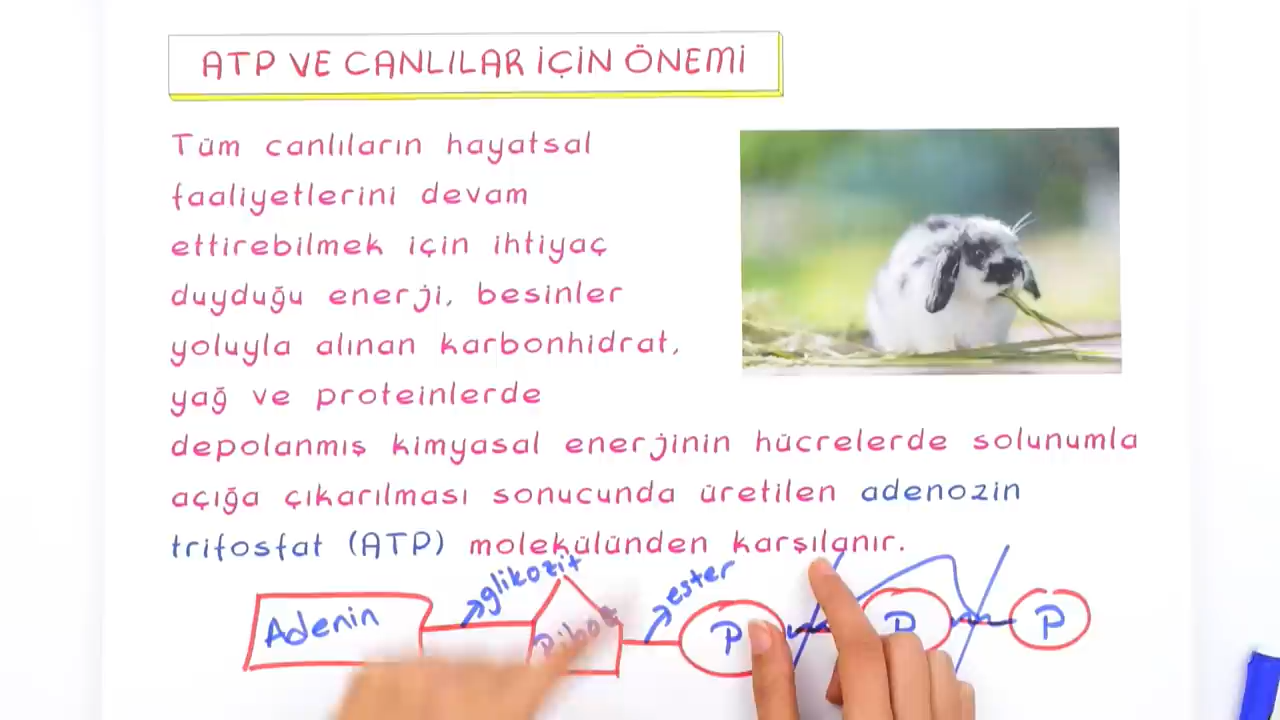 ATP VE CANLILAR İÇİN ÖNEMİ
Tüm canlıların hayatsal
faaliyetlerini devam
ettirebilmek için ihtiyaç
duyduğu enerji, besinler
yoluyla alınan karbonhidrat,
yağ ve proteinlerde
depolanmış kimyasal enerjinin hücrelerde solunumla
açığa çıkarılması sonucunda üretilen adenozin
trifosfat (ATP) molekülünden karşılanır.
glikozit ester
Adenin Riboz P P P